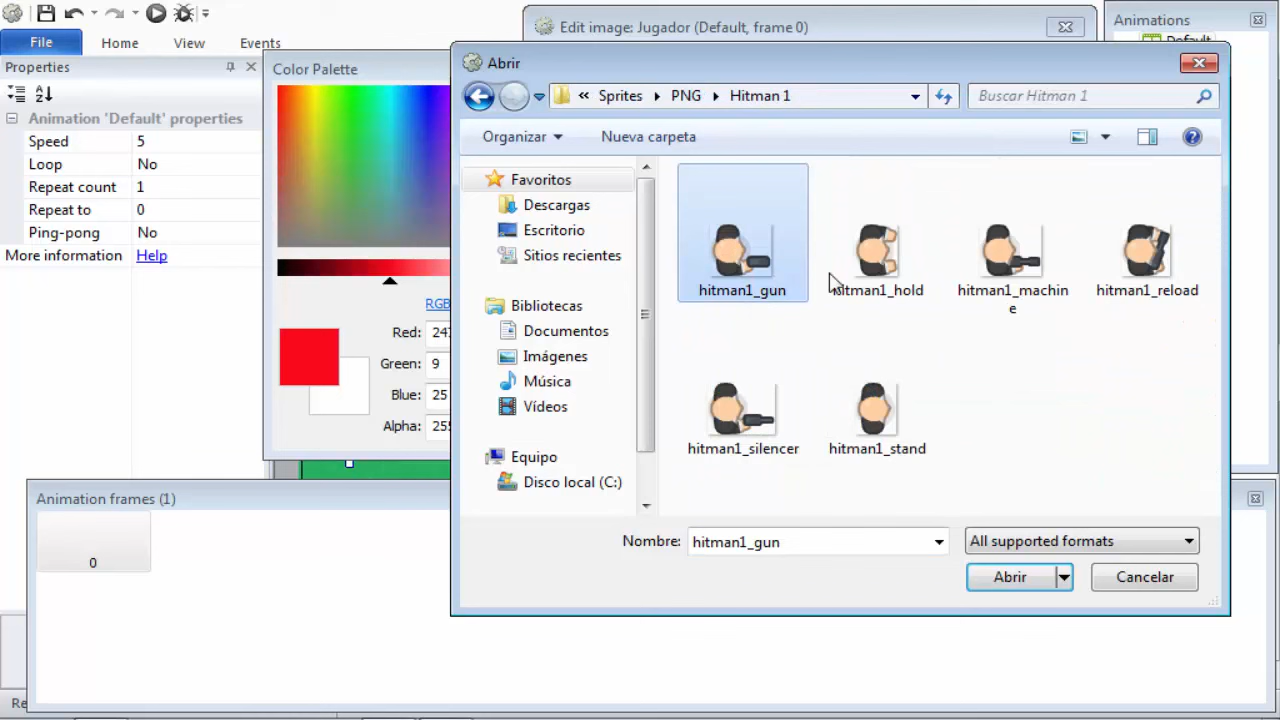 Edit image: Jugador (Default, frame 0)
Animations
File
Home
View
Events
Default
Properties
Color Palette
Abrir
« Sprites PNG Hitman 1
Buscar Hitman 1
Animation 'Default' properties
Speed 5
Loop No
Repeat count 1
Repeat to 0
Ping-pong No
More information Help
Organizar
Nueva carpeta
Favoritos
Descargas
Escritorio
Sitios recientes
Bibliotecas
Documentos
Imágenes
Música
Vídeos
Equipo
Disco local (C:)
hitman1_gun
hitman1_hold
hitman1_machin
e
hitman1_reload
hitman1_silencer
hitman1_stand
RGB
Red: 247
Green: 9
Blue: 25
Alpha: 255
Animation frames (1)
0
Nombre: hitman1_gun
All supported formats
Abrir
Cancelar